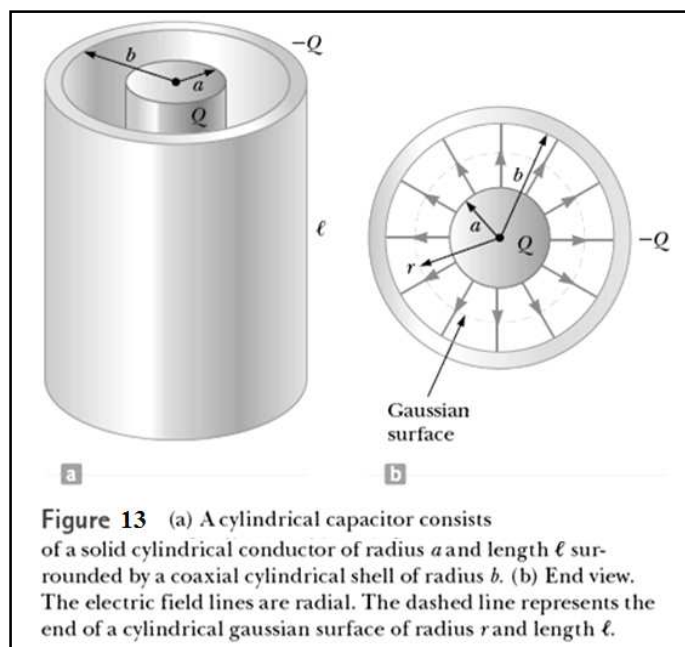 b
-Q
a
Q
ℓ
b
a
Q
-Q
r
Gaussian
surface
a
b
Figure 13 (a) A cylindrical capacitor consists
of a solid cylindrical conductor of radius a and length ℓ sur-
rounded by a coaxial cylindrical shell of radius b. (b) End view.
The electric field lines are radial. The dashed line represents the
end of a cylindrical gaussian surface of radius r and length ℓ.